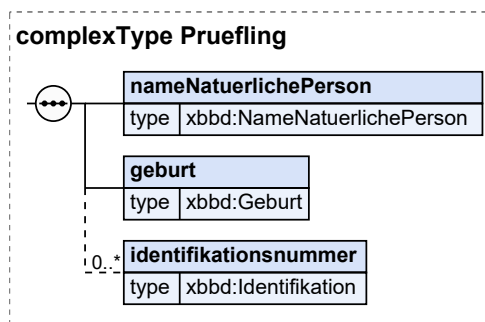 complexType Pruefling
nameNatuerlichePerson
type xbbd:NameNatuerlichePerson
geburt
type xbbd:Geburt
0..* identifikationsnummer
type xbbd:Identifikation